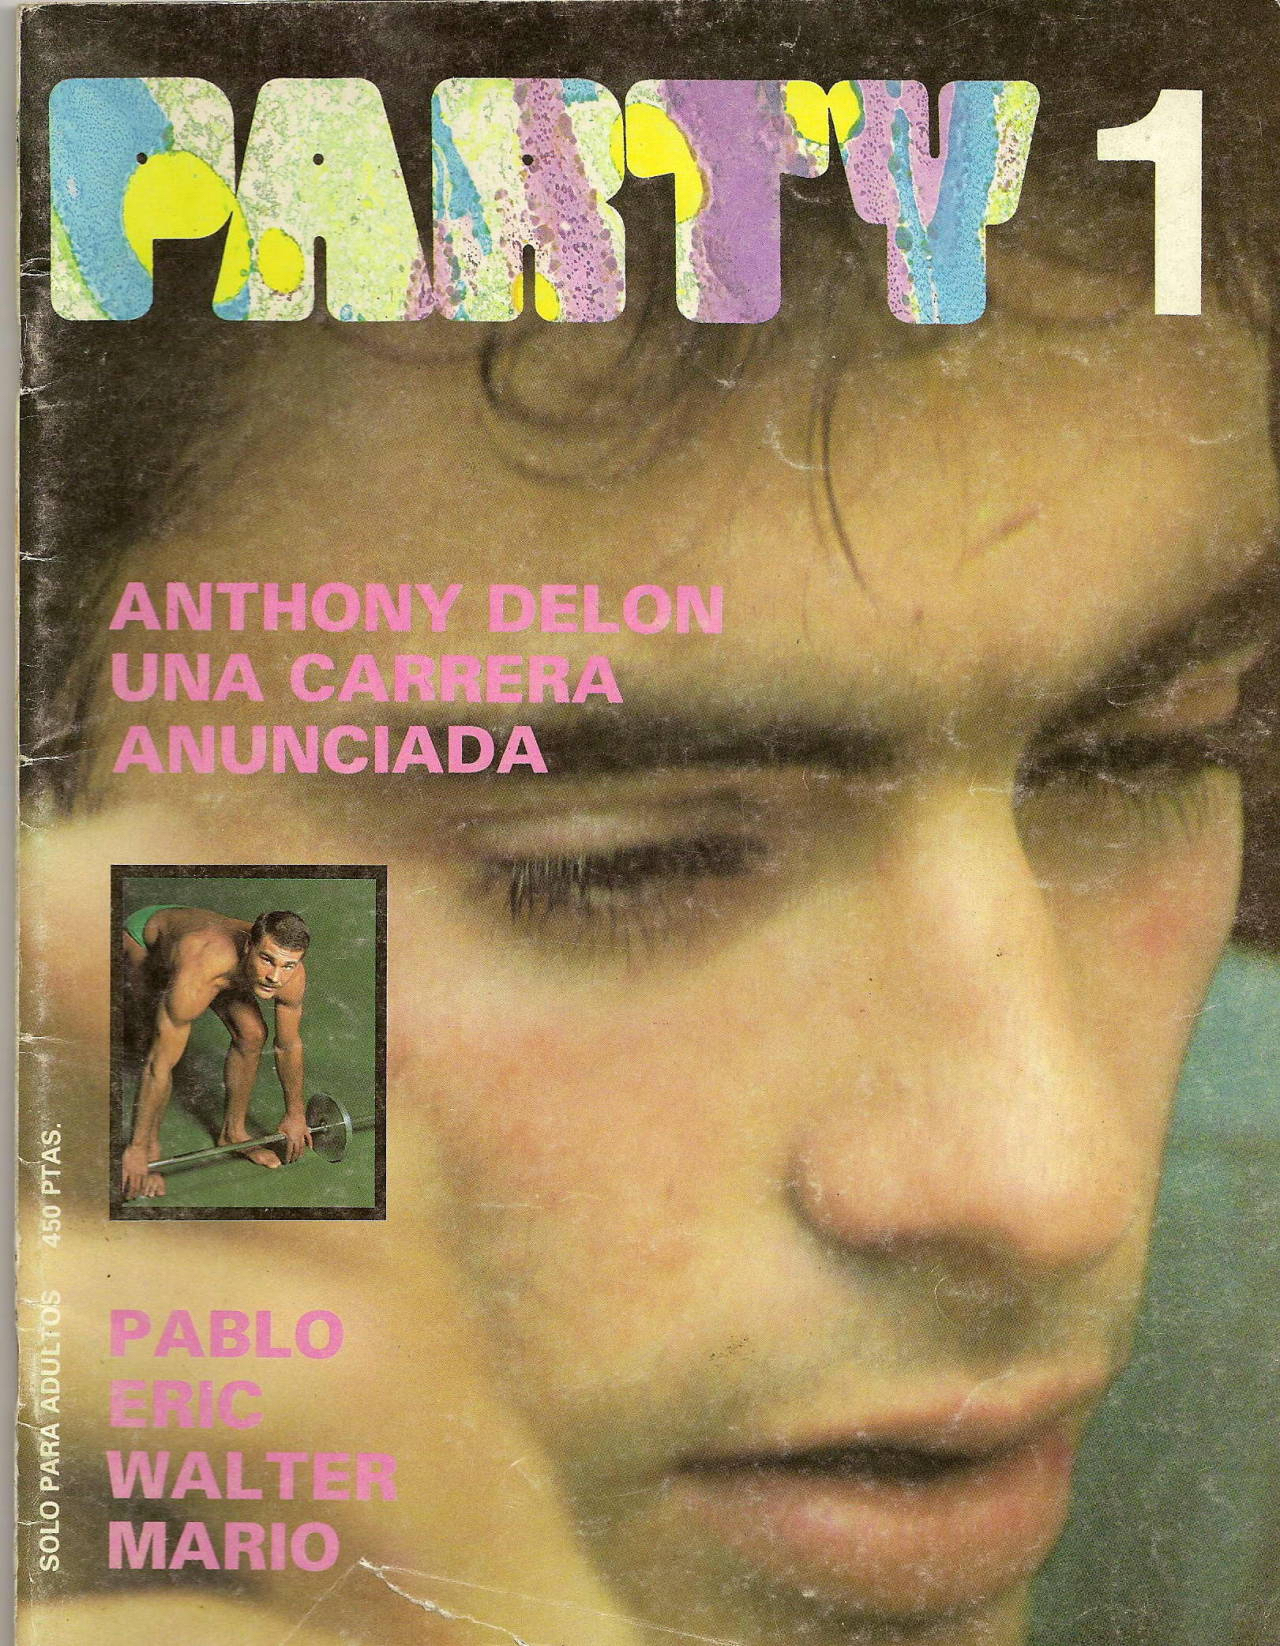 PARTY 1
ANTHONY DELON
UNA CARRERA
ANUNCIADA
PABLO
ERIC
WALTER
MARIO
SOLO PARA ADULTOS 450 PTAS.